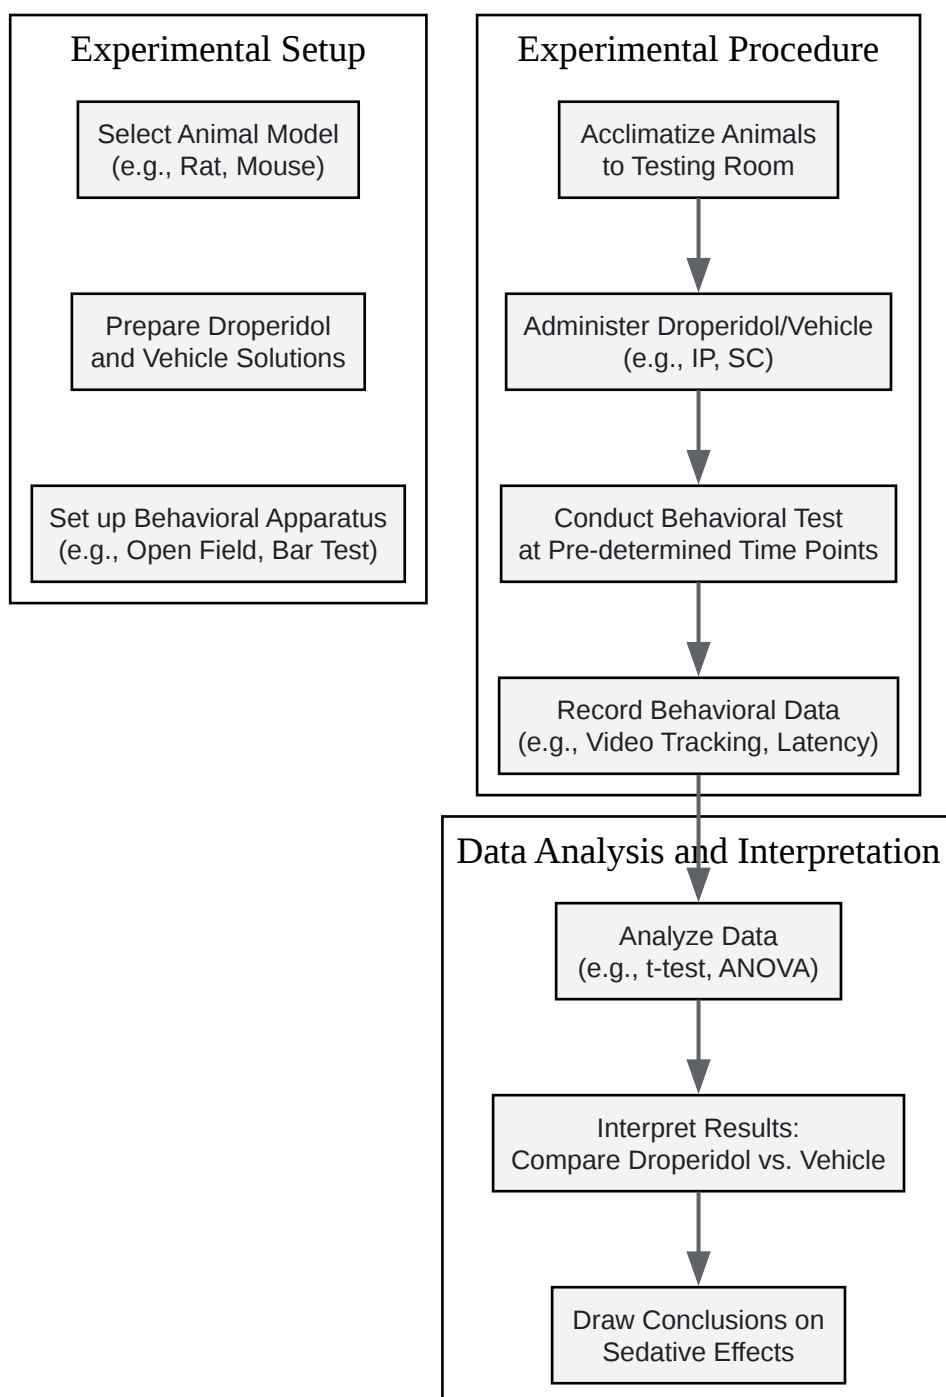 Experimental Setup
Select Animal Model
(e.g., Rat, Mouse)
Prepare Droperidol
and Vehicle Solutions
Set up Behavioral Apparatus
(e.g., Open Field, Bar Test)
Experimental Procedure
Acclimatize Animals
to Testing Room
Administer Droperidol/Vehicle
(e.g., IP, SC)
Conduct Behavioral Test
at Pre-determined Time Points
Record Behavioral Data
(e.g., Video Tracking, Latency)
Data Analysis and Interpretation
Analyze Data
(e.g., t-test, ANOVA)
Interpret Results:
Compare Droperidol vs. Vehicle
Draw Conclusions on
Sedative Effects